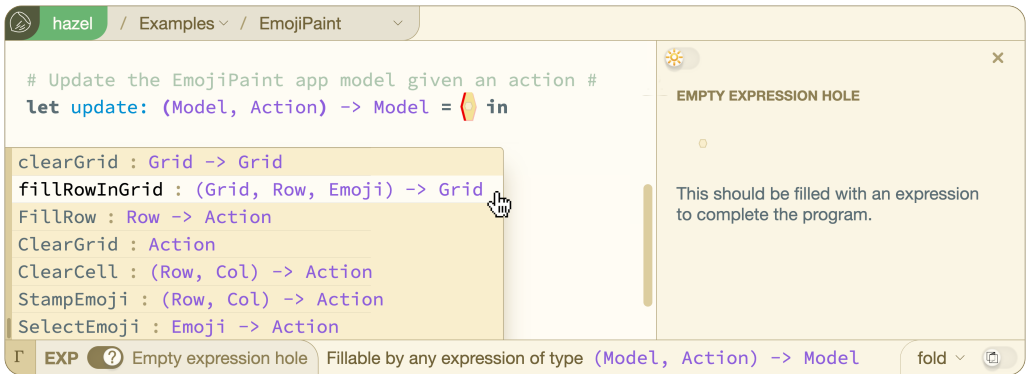 hazel / Examples / EmojiPaint
# Update the EmojiPaint app model given an action #
let update: (Model, Action) -> Model = in
EMPTY EXPRESSION HOLE
This should be filled with an expression
to complete the program.
clearGrid : Grid -> Grid
fillRowInGrid : (Grid, Row, Emoji) -> Grid
FillRow : Row -> Action
ClearGrid : Action
ClearCell : (Row, Col) -> Action
StampEmoji : (Row, Col) -> Action
SelectEmoji : Emoji -> Action
Γ EXP ? Empty expression hole Fillable by any expression of type (Model, Action) -> Model fold